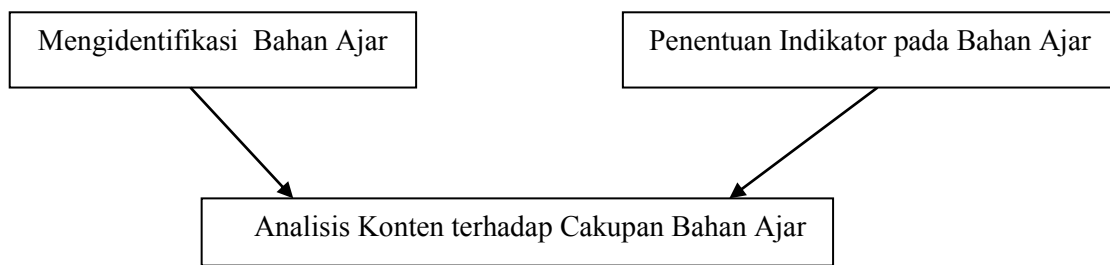 Mengidentifikasi Bahan Ajar
Penentuan Indikator pada Bahan Ajar
Analisis Konten terhadap Cakupan Bahan Ajar